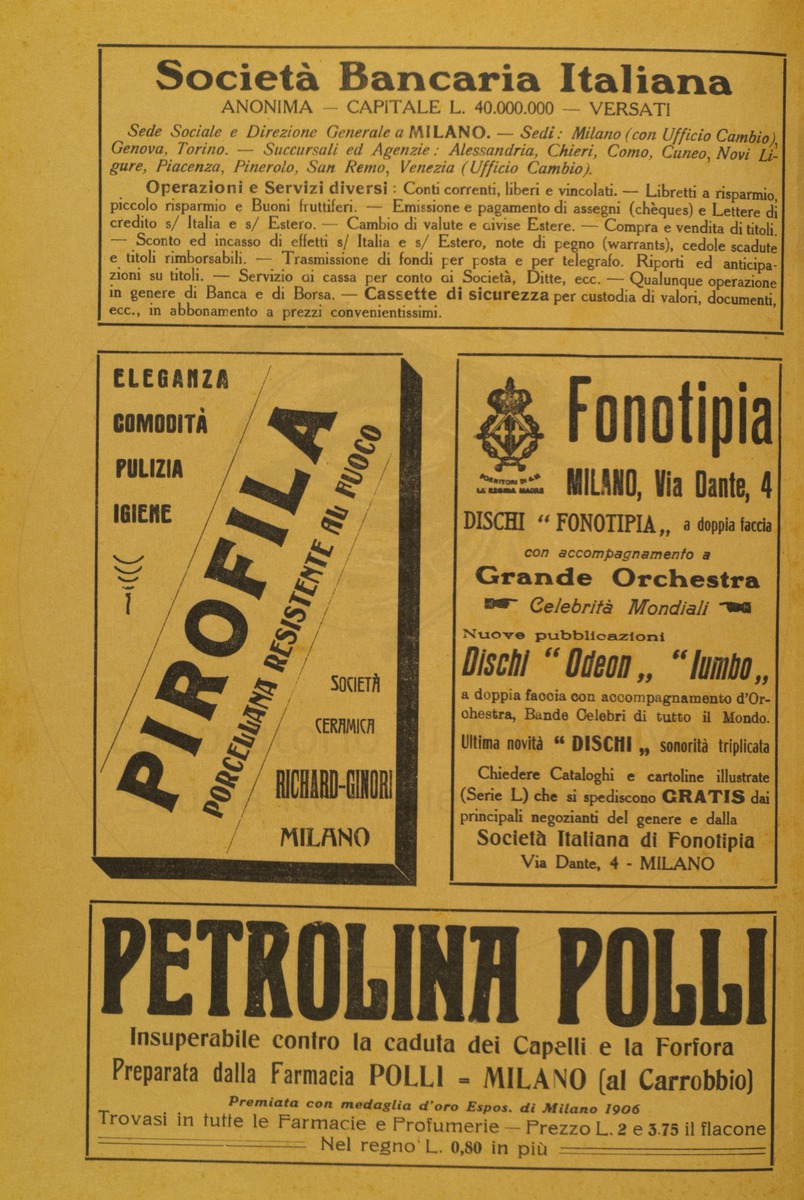 Società Bancaria Italiana
ANONIMA — CAPITALE L. 40.000.000 — VERSATI
Sede Sociale e Direzione Generale a MILANO. — Sedi: Milano (con Ufficio Cambio),
Genova, Torino. — Succursali ed Agenzie: Alessandria, Chieri, Como, Cuneo, Novi Li-
gure, Piacenza, Pinerolo, San Remo, Venezia (Ufficio Cambio).
Operazioni e Servizi diversi: Conti correnti, liberi e vincolati. — Libretti a risparmio,
piccolo risparmio e Buoni fruttiferi. — Emissione e pagamento di assegni (chèques) e Lettere di
credito s/ Italia e s/ Estero. — Cambio di valute e divise Estere. — Compra e vendita di titoli.
— Sconto ed incasso di effetti s/ Italia e s/ Estero, note di pegno (warrants), cedole scadute
e titoli rimborsabili. — Trasmissione di fondi per posta e per telegrafo. Riporti ed anticipa-
zioni su titoli. — Servizio di cassa per conto di Società, Ditte, ecc. — Qualunque operazione
in genere di Banca e di Borsa. — Cassette di sicurezza per custodia di valori, documenti,
ecc., in abbonamento a prezzi convenientissimi.
ELEGANZA
COMODITÀ
PULIZIA
IGIENE
PIROFILA
PORCELLANA RESISTENTE AL FUOCO
SOCIETÀ
CERAMICA
RICHARD-GINORI
MILANO
Fonotipia
FORNITORI DI S.M.
LA REGINA MADRE
MILANO, Via Dante, 4
DISCHI “ FONOTIPIA „ a doppia faccia
con accompagnamento a
Grande Orchestra
Celebrità Mondiali
Nuove pubblicazioni
Dischi “ Odeon „ “ Iumbo „
a doppia faccia con accompagnamento d'Or-
chestra, Bande Celebri di tutto il Mondo.
Ultima novità “ DISCHI „ sonorità triplicata
Chiedere Cataloghi e cartoline illustrate
(Serie L) che si spediscono GRATIS dai
principali negozianti del genere e dalla
Società Italiana di Fonotipia
Via Dante, 4 - MILANO
PETROLINA POLLI
Insuperabile contro la caduta dei Capelli e la Forfora
Preparata dalla Farmacia POLLI = MILANO (al Carrobbio)
Premiata con medaglia d'oro Espos. di Milano 1906
Trovasi in tutte le Farmacie e Profumerie — Prezzo L. 2 e 3.75 il flacone
Nel regno L. 0,80 in più